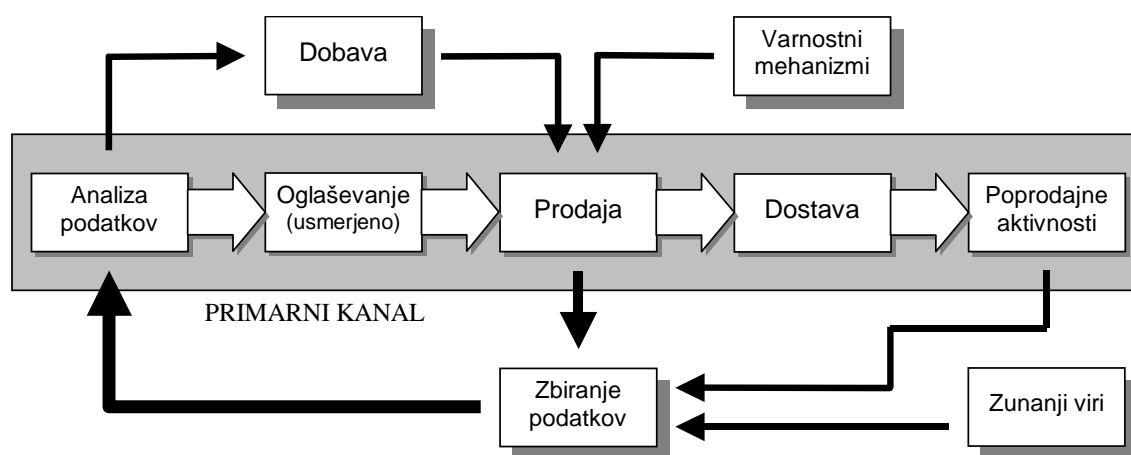 Dobava
Varnostni
mehanizmi
Analiza
podatkov
Oglaševanje
(usmerjeno)
Prodaja
Dostava
Poprodajne
aktivnosti
PRIMARNI KANAL
Zbiranje
podatkov
Zunanji viri